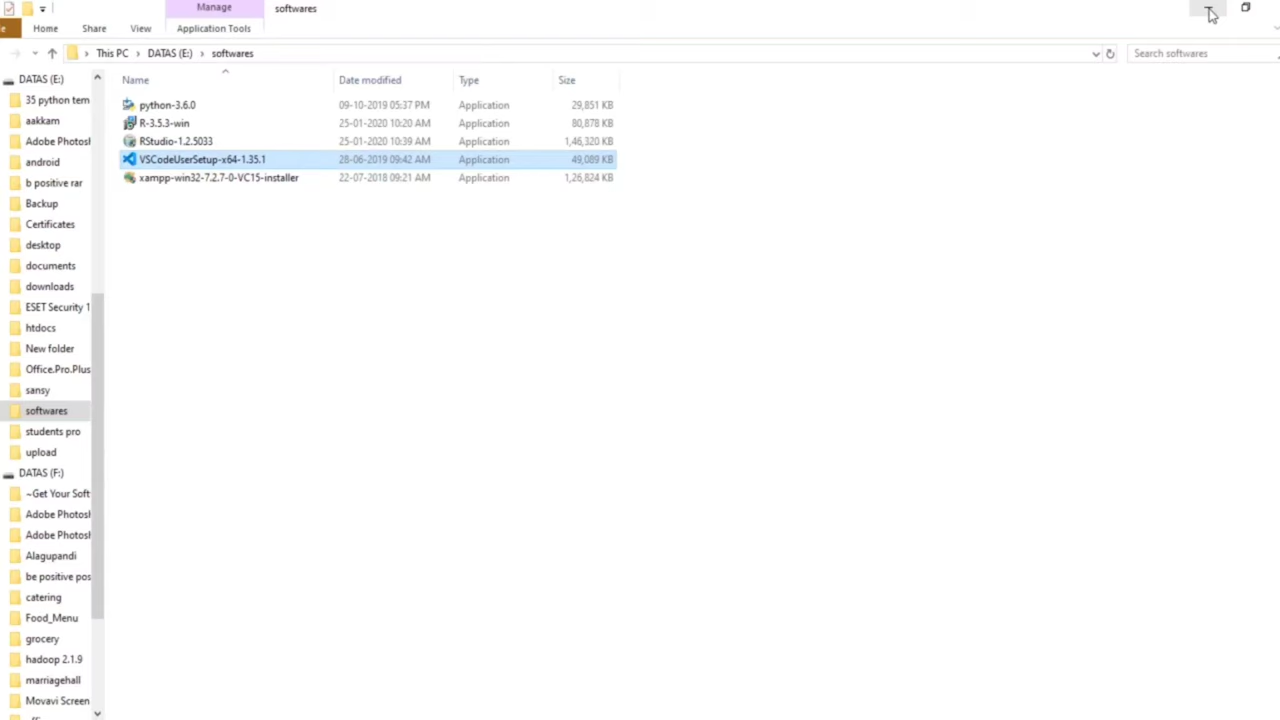 Manage
softwares
Home
Share
View
Application Tools
This PC > DATAS (E:) > softwares
Search softwares
Name
Date modified
Type
Size
python-3.6.0 09-10-2019 05:37 PM Application 29,851 KB
R-3.5.3-win 25-01-2020 10:20 AM Application 80,878 KB
RStudio-1.2.5033 25-01-2020 10:39 AM Application 1,46,320 KB
VSCodeUserSetup-x64-1.35.1 28-06-2019 09:42 AM Application 49,089 KB
xampp-win32-7.2.7-0-VC15-installer 22-07-2018 09:21 AM Application 1,26,824 KB
DATAS (E:)
35 python tem
aakkam
Adobe Photosh
android
b positive rar
Backup
Certificates
desktop
documents
downloads
ESET Security 1
htdocs
New folder
Office.Pro.Plus
sansy
softwares
students pro
upload
DATAS (F:)
~Get Your Soft
Adobe Photosh
Adobe Photosh
Alagupandi
be positive pos
catering
Food_Menu
grocery
hadoop 2.1.9
marriagehall
Movavi Screen